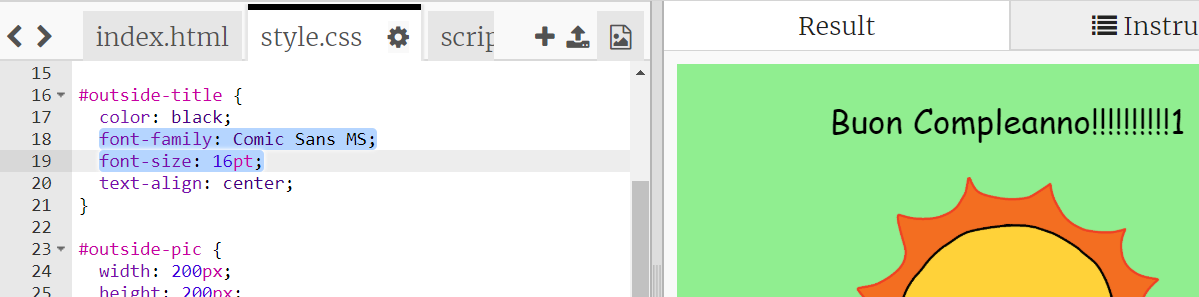 index.html style.css scrip
Result Instru
15
16 #outside-title {
17 color: black;
18 font-family: Comic Sans MS;
19 font-size: 16pt;
20 text-align: center;
21 }
22
23 #outside-pic {
24 width: 200px;
25 height: 200px;
Buon Compleanno!!!!!!!!!!1